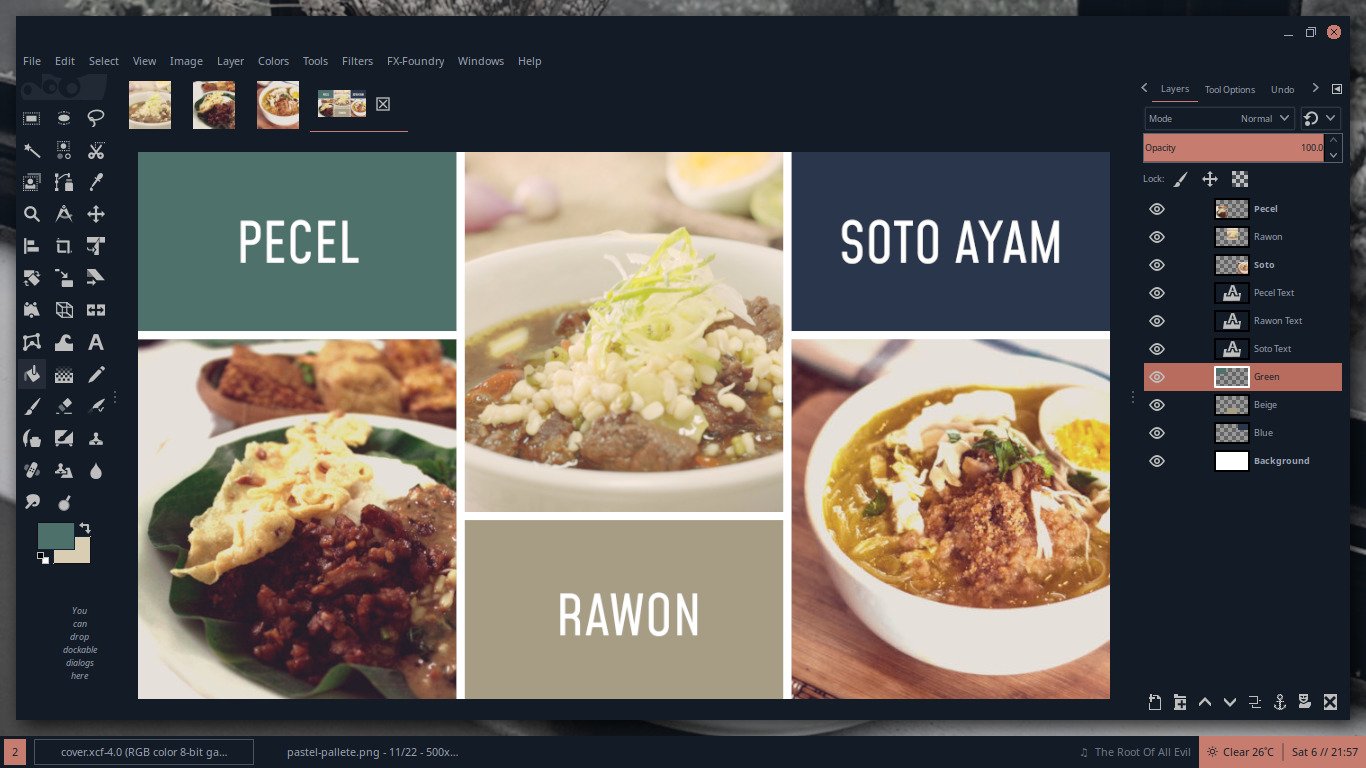 File Edit Select View Image Layer Colors Tools Filters FX-Foundry Windows Help
Layers Tool Options Undo
Mode Normal
Opacity 100.0
Lock:
Pecel
Rawon
Soto
Pecel Text
Rawon Text
Soto Text
Green
Beige
Blue
Background
PECEL
SOTO AYAM
RAWON
You
can
drop
dockable
dialogs
here
2 cover.xcf-4.0 (RGB color 8-bit ga... pastel-pallete.png - 11/22 - 500x... ♫ The Root Of All Evil Clear 26°C Sat 6 // 21:57